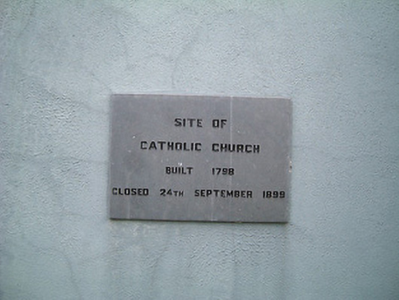 SITE OF
CATHOLIC CHURCH
BUILT 1798
CLOSED 24TH SEPTEMBER 1899